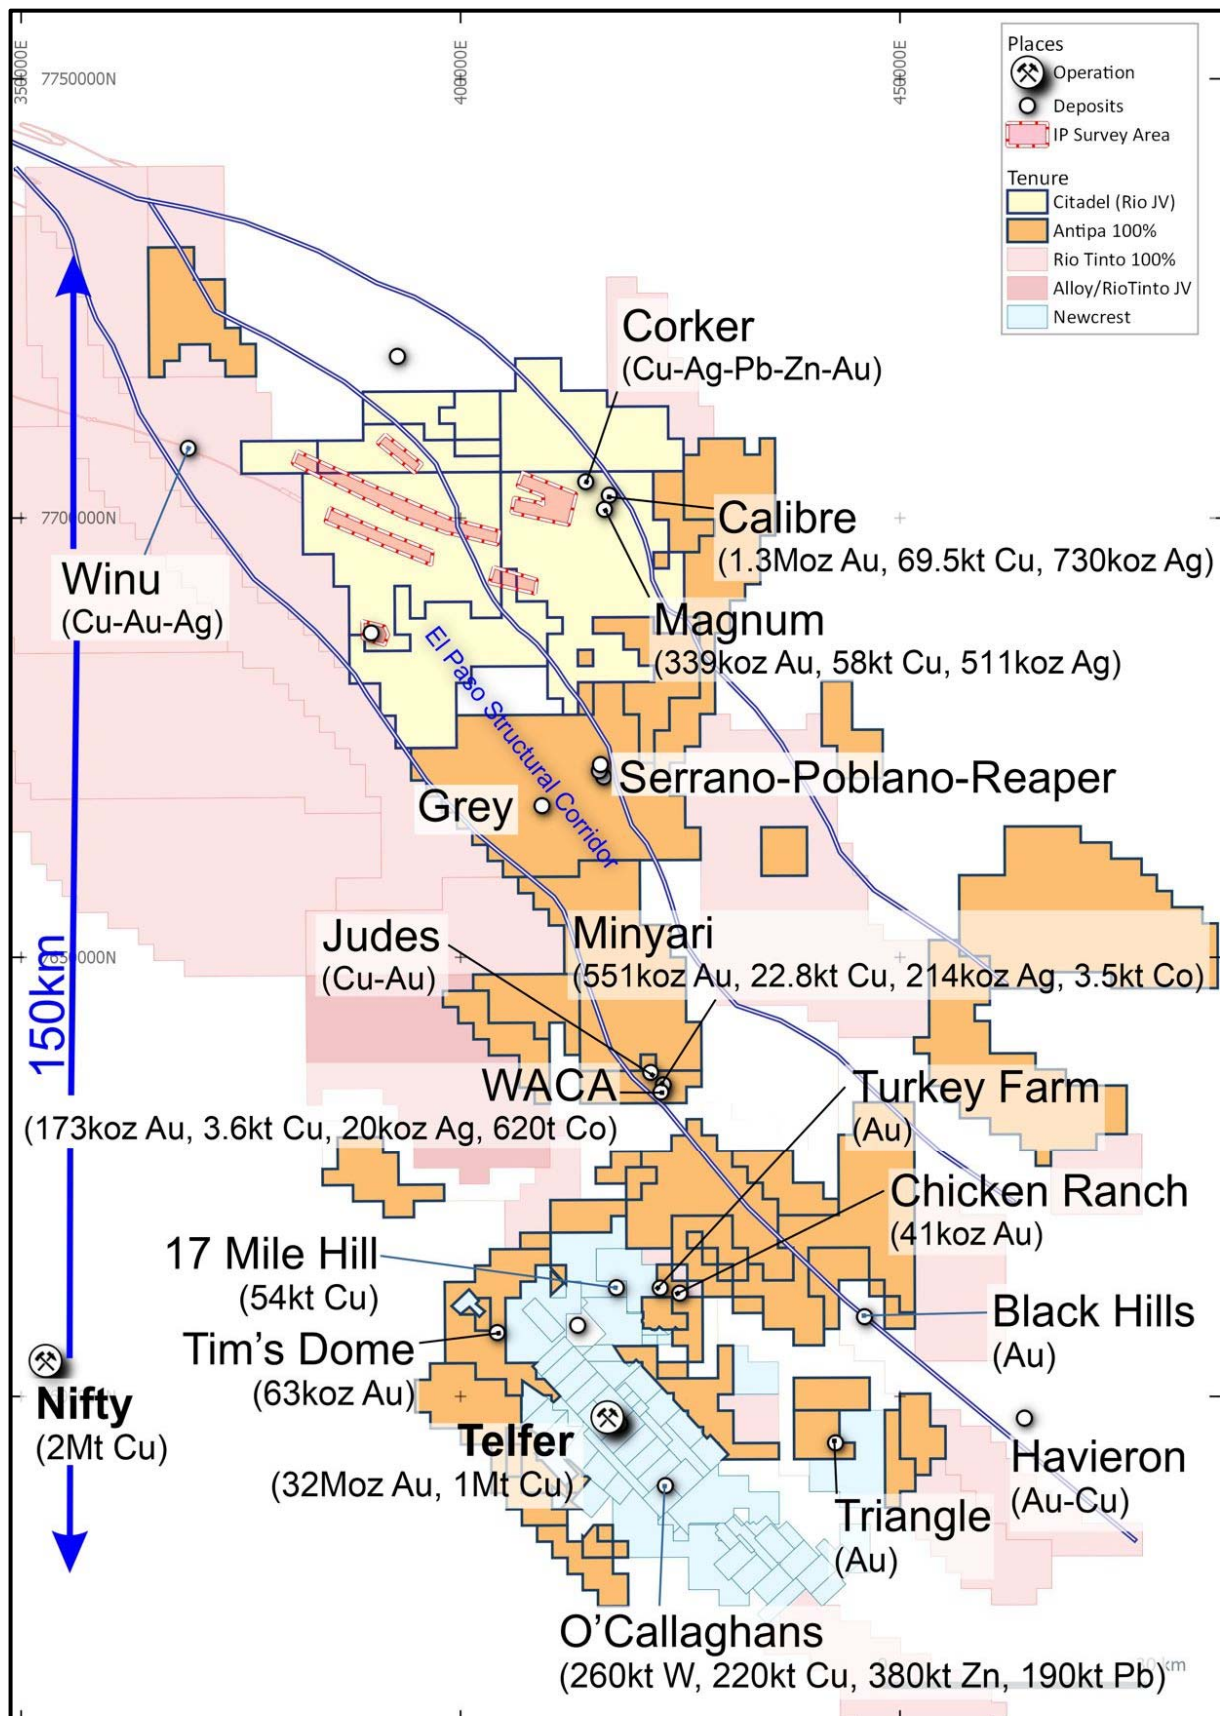 350000E
400000E
450000E
7750000N
Places
Operation
Deposits
IP Survey Area
Tenure
Citadel (Rio JV)
Antipa 100%
Rio Tinto 100%
Alloy/RioTinto JV
Newcrest
Corker
(Cu-Ag-Pb-Zn-Au)
7700000N
Calibre
(1.3Moz Au, 69.5kt Cu, 730koz Ag)
Winu
(Cu-Au-Ag)
Magnum
(339koz Au, 58kt Cu, 511koz Ag)
El Paso Structural Corridor
Serrano-Poblano-Reaper
Grey
Judes
(Cu-Au)
Minyari
(551koz Au, 22.8kt Cu, 214koz Ag, 3.5kt Co)
7650000N
150km
WACA
(173koz Au, 3.6kt Cu, 20koz Ag, 620t Co)
Turkey Farm
(Au)
Chicken Ranch
(41koz Au)
17 Mile Hill
(54kt Cu)
Black Hills
(Au)
Tim's Dome
(63koz Au)
Nifty
(2Mt Cu)
Telfer
(32Moz Au, 1Mt Cu)
Havieron
(Au-Cu)
Triangle
(Au)
O'Callaghans
(260kt W, 220kt Cu, 380kt Zn, 190kt Pb)
km